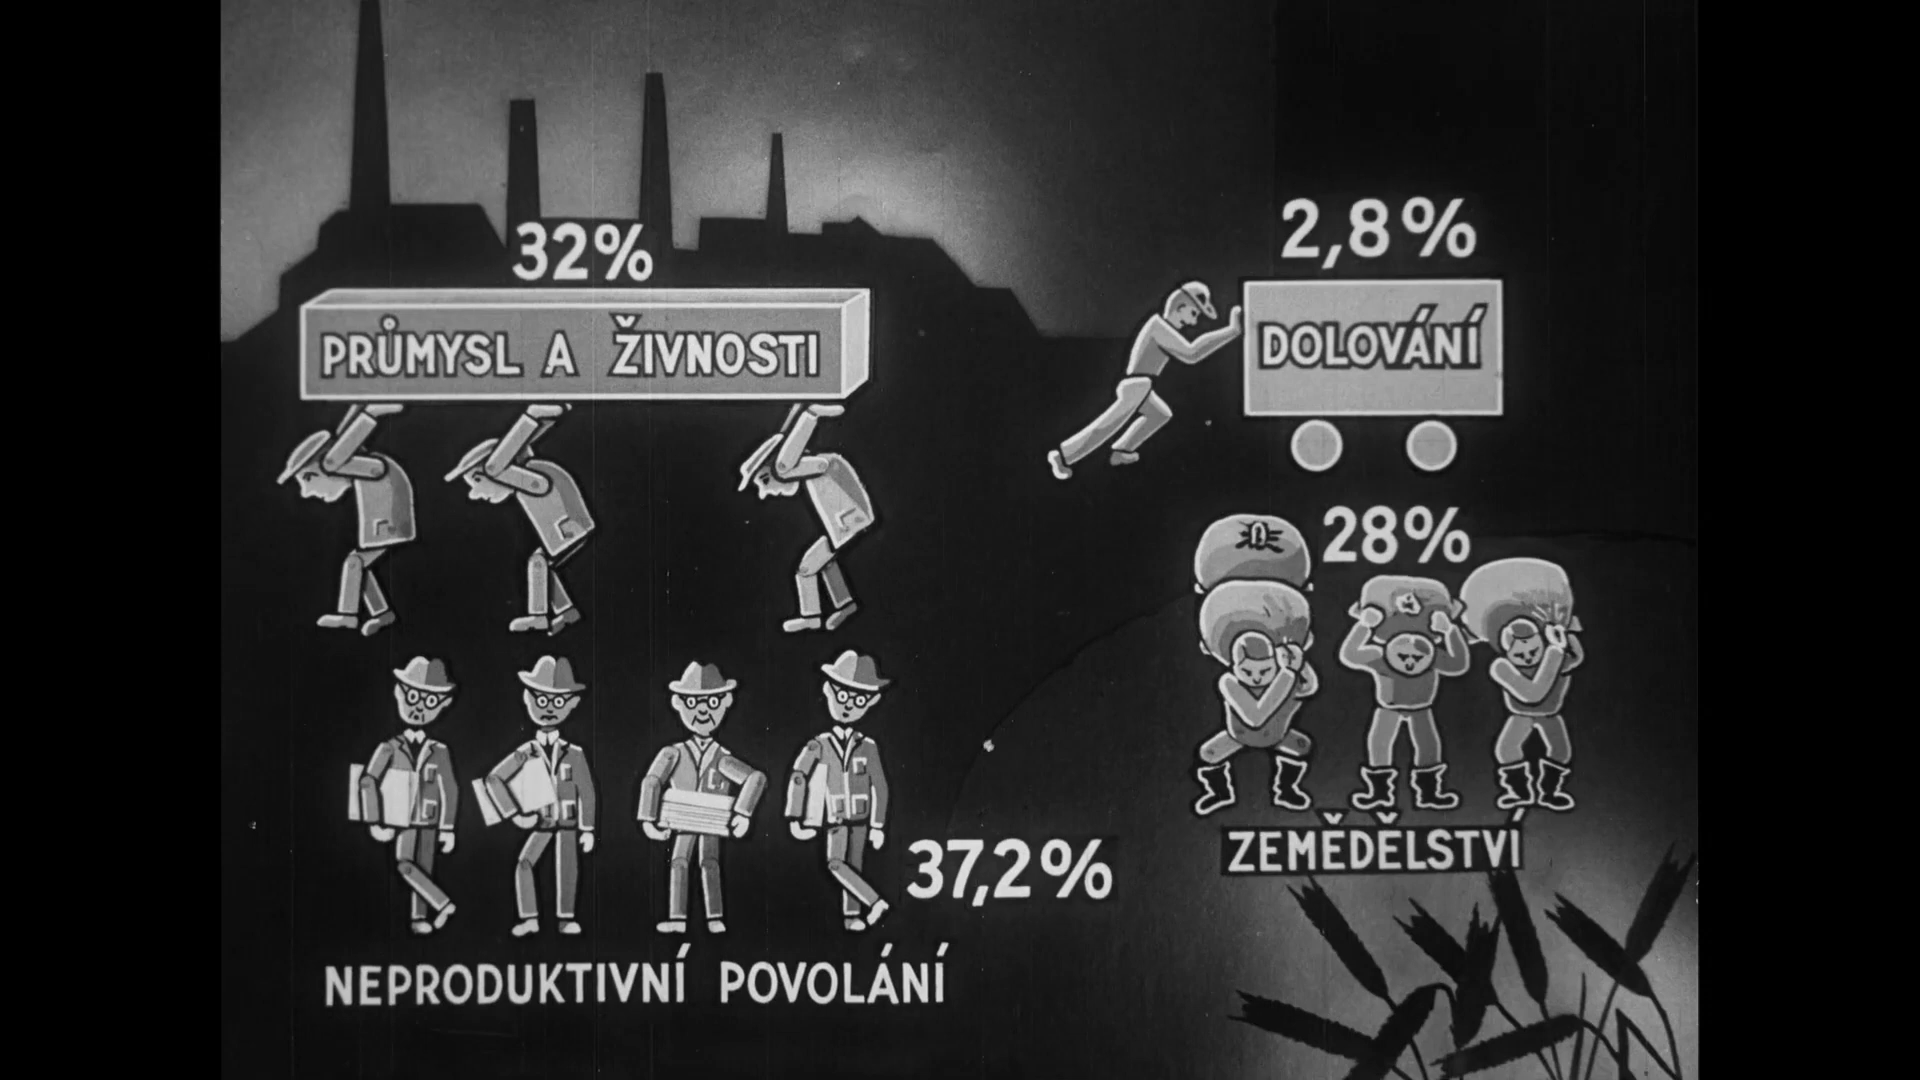 32%
PRŮMYSL A ŽIVNOSTI
2,8%
DOLOVÁNÍ
28%
ZEMĚDĚLSTVÍ
37,2%
NEPRODUKTIVNÍ POVOLÁNÍ